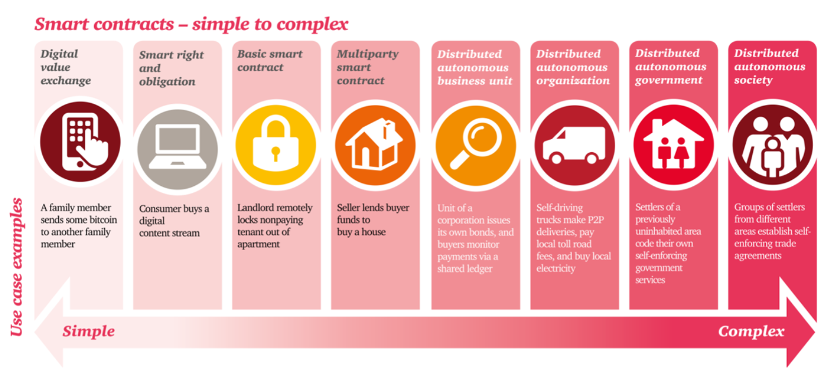 Smart contracts – simple to complex
Digital
value
exchange
A family member
sends some bitcoin
to another family
member
Smart right
and
obligation
Consumer buys a
digital
content stream
Basic smart
contract
Landlord remotely
locks nonpaying
tenant out of
apartment
Multiparty
smart
contract
Seller lends buyer
funds to
buy a house
Distributed
autonomous
business unit
Unit of a
corporation issues
its own bonds, and
buyers monitor
payments via a
shared ledger
Distributed
autonomous
organization
Self-driving
trucks make P2P
deliveries, pay
local toll road
fees, and buy local
electricity
Distributed
autonomous
government
Settlers of a
previously
uninhabited area
code their own
self-enforcing
government
services
Distributed
autonomous
society
Groups of settlers
from different
areas establish self-
enforcing trade
agreements
Use case examples
Simple
Complex